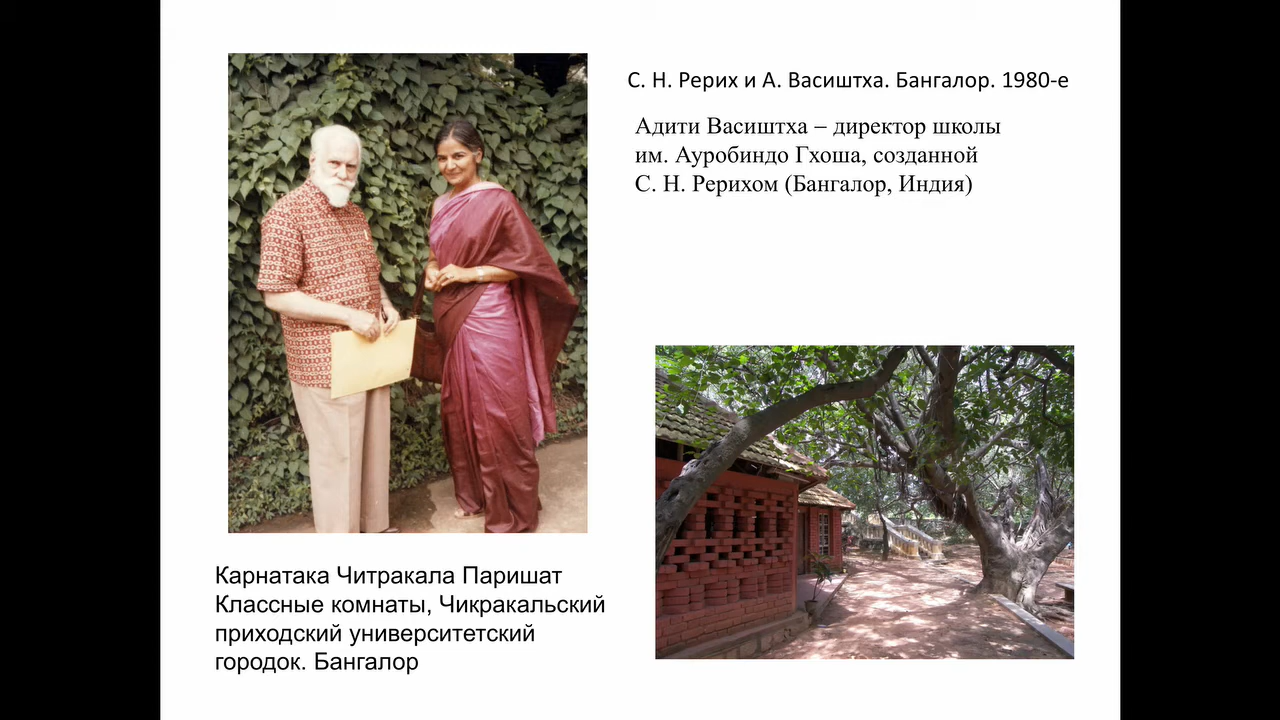 С. Н. Рерих и А. Васиштха. Бангалор. 1980-е
Адити Васиштха – директор школы
им. Ауробиндо Гхоша, созданной
С. Н. Рерихом (Бангалор, Индия)
Карнатака Читракала Паришат
Классные комнаты, Чикракальский
приходский университетский
городок. Бангалор